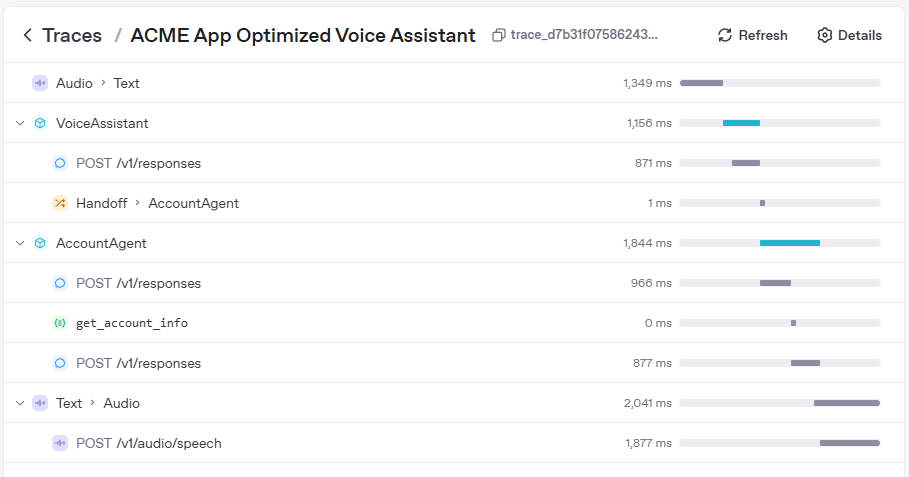 Traces / ACME App Optimized Voice Assistant trace_d7b31f07586243... Refresh Details
Audio > Text 1,349 ms
VoiceAssistant 1,156 ms
POST /v1/responses 871 ms
Handoff > AccountAgent 1 ms
AccountAgent 1,844 ms
POST /v1/responses 966 ms
get_account_info 0 ms
POST /v1/responses 877 ms
Text > Audio 2,041 ms
POST /v1/audio/speech 1,877 ms